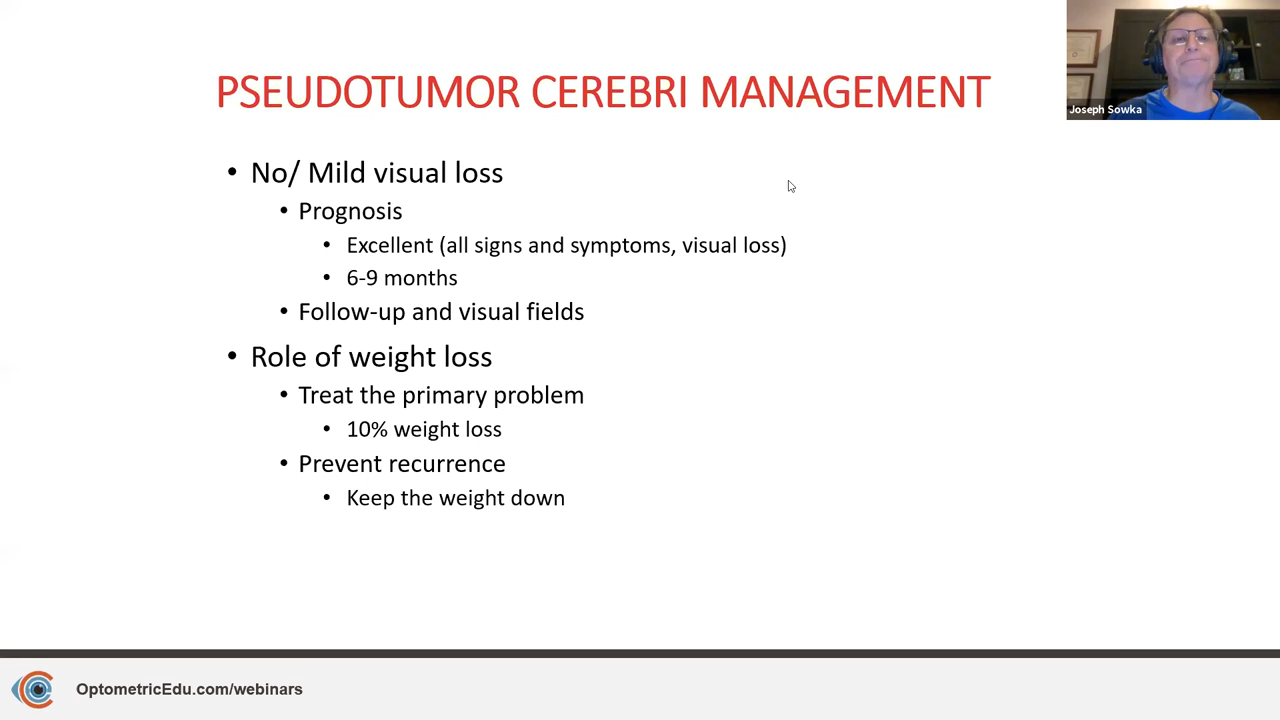 PSEUDOTUMOR CEREBRI MANAGEMENT
Joseph Sowka
• No/ Mild visual loss
• Prognosis
• Excellent (all signs and symptoms, visual loss)
• 6-9 months
• Follow-up and visual fields
• Role of weight loss
• Treat the primary problem
• 10% weight loss
• Prevent recurrence
• Keep the weight down
OptometricEdu.com/webinars